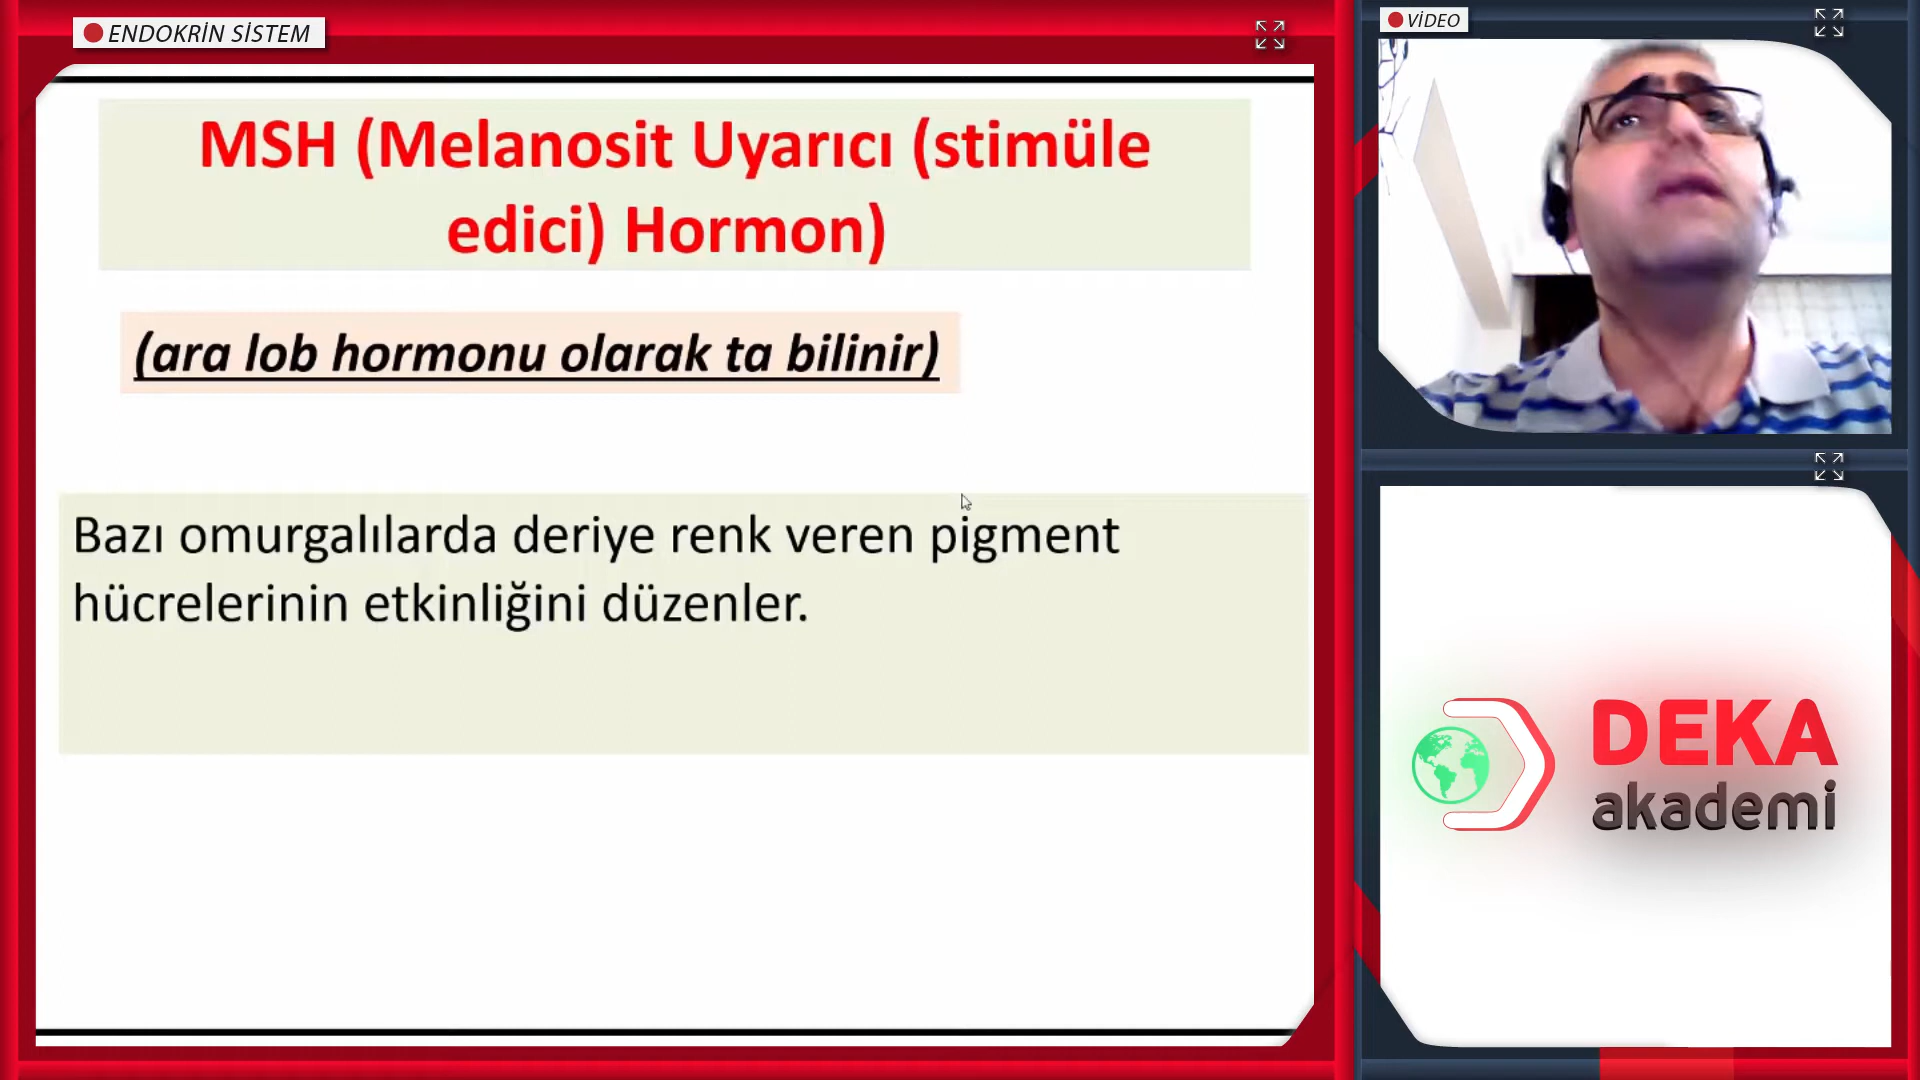 ENDOKRİN SİSTEM
MSH (Melanosit Uyarıcı (stimüle
edici) Hormon)
(ara lob hormonu olarak ta bilinir)
Bazı omurgalılarda deriye renk veren pigment
hücrelerinin etkinliğini düzenler.
VİDEO
DEKA
akademi